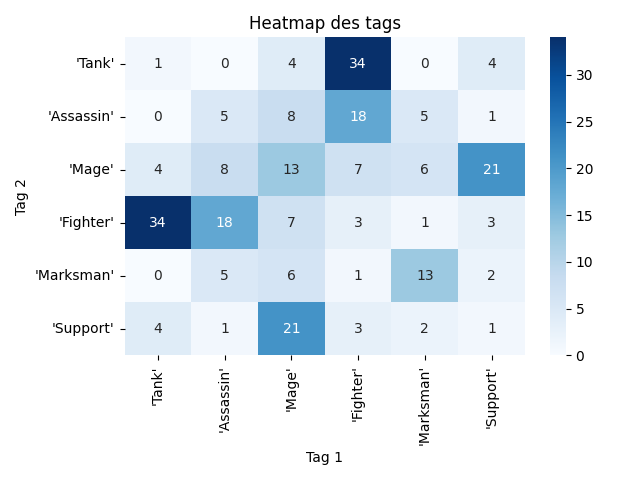 Heatmap des tags
'Tank' 1 0 4 34 0 4
'Assassin' 0 5 8 18 5 1
'Mage' 4 8 13 7 6 21
'Fighter' 34 18 7 3 1 3
'Marksman' 0 5 6 1 13 2
'Support' 4 1 21 3 2 1
Tag 2
'Tank' 'Assassin' 'Mage' 'Fighter' 'Marksman' 'Support'
Tag 1
30
25
20
15
10
5
0